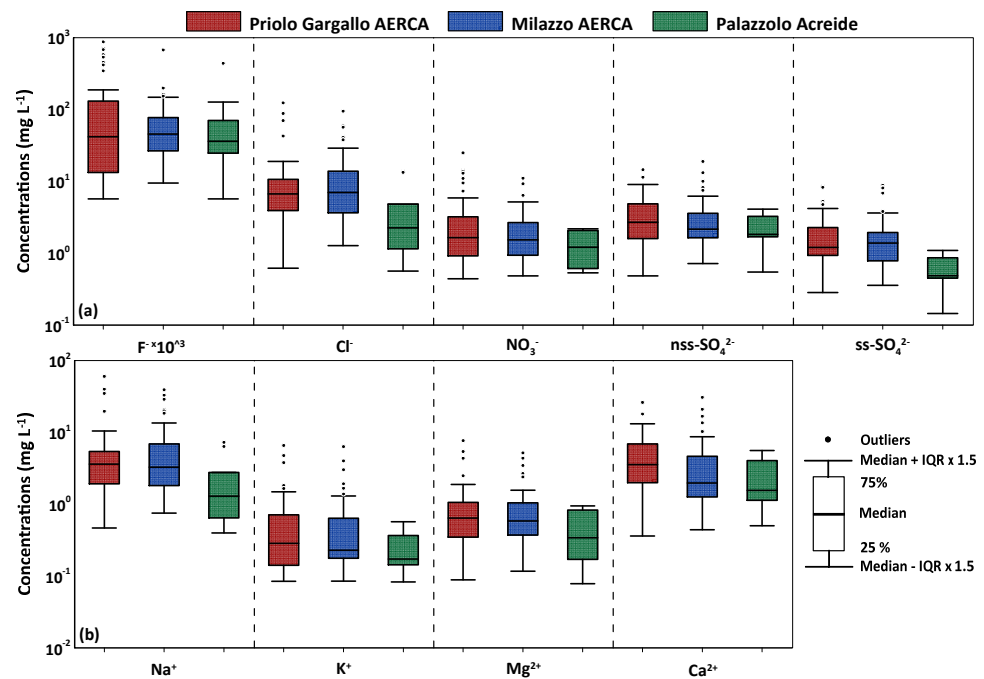 Priolo Gargallo AERCA Milazzo AERCA Palazzolo Acreide
10³
10²
10¹
10⁰
10⁻¹
Concentrations (mg L⁻¹)
(a)
F⁻ˣ10^³ Cl⁻ NO₃⁻ nss-SO₄²⁻ ss-SO₄²⁻
10²
10¹
10⁰
10⁻¹
10⁻²
Concentrations (mg L⁻¹)
(b)
Na⁺ K⁺ Mg²⁺ Ca²⁺
Outliers
Median + IQR x 1.5
75%
Median
25 %
Median - IQR x 1.5